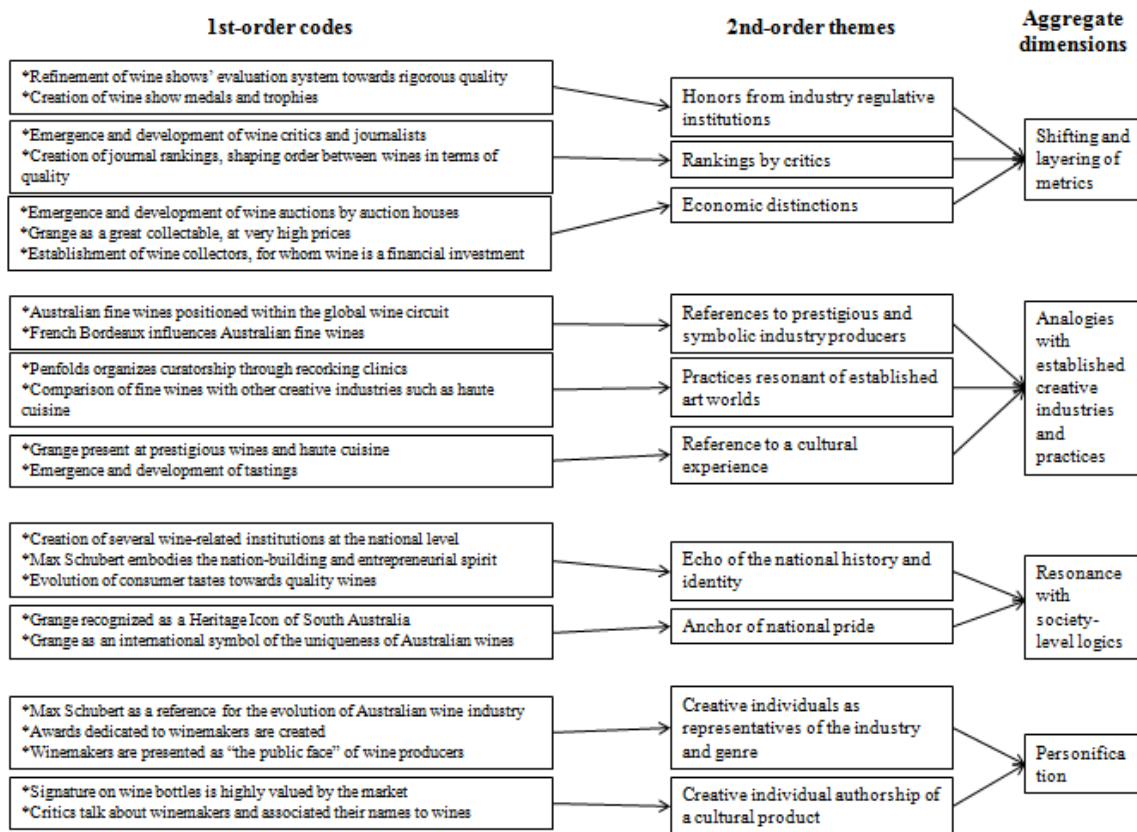 1st-order codes
2nd-order themes
Aggregate
dimensions
*Refinement of wine shows' evaluation system towards rigorous quality
*Creation of wine show medals and trophies
Honors from industry regulative
institutions
*Emergence and development of wine critics and journalists
*Creation of journal rankings, shaping order between wines in terms of
quality
Rankings by critics
*Emergence and development of wine auctions by auction houses
*Grange as a great collectable, at very high prices
*Establishment of wine collectors, for whom wine is a financial investment
Economic distinctions
Shifting and
layering of
metrics
*Australian fine wines positioned within the global wine circuit
*French Bordeaux influences Australian fine wines
References to prestigious and
symbolic industry producers
*Penfolds organizes curatorship through recorking clinics
*Comparison of fine wines with other creative industries such as haute
cuisine
Practices resonant of established
art worlds
*Grange present at prestigious wines and haute cuisine
*Emergence and development of tastings
Reference to a cultural
experience
Analogies
with
established
creative
industries
and
practices
*Creation of several wine-related institutions at the national level
*Max Schubert embodies the nation-building and entrepreneurial spirit
*Evolution of consumer tastes towards quality wines
Echo of the national history and
identity
*Grange recognized as a Heritage Icon of South Australia
*Grange as an international symbol of the uniqueness of Australian wines
Anchor of national pride
Resonance
with
society-
level logics
*Max Schubert as a reference for the evolution of Australian wine industry
*Awards dedicated to winemakers are created
*Winemakers are presented as “the public face” of wine producers
Creative individuals as
representatives of the industry
and genre
*Signature on wine bottles is highly valued by the market
*Critics talk about winemakers and associated their names to wines
Creative individual authorship of
a cultural product
Personifica
tion